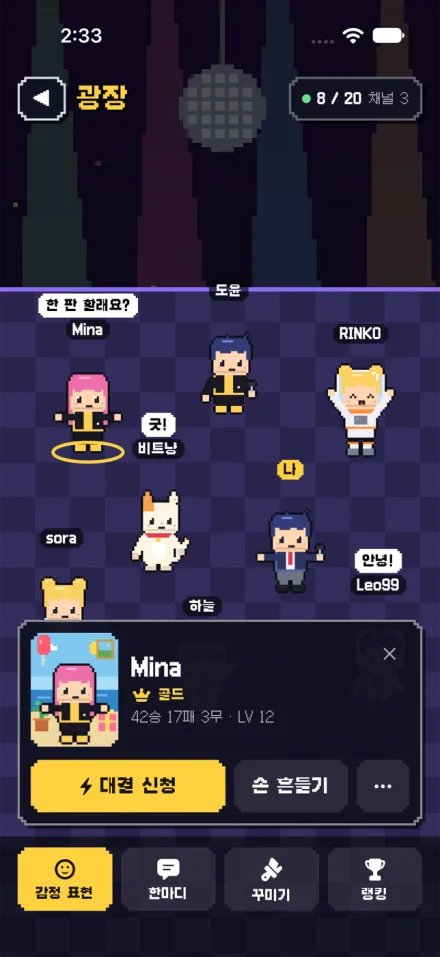 2:33
광장
8 / 20 채널 3
도윤
한 판 할래요?
Mina
RINKO
굿!
비트냥
나
sora
안녕!
Leo99
하늘
Mina
골드
42승 17패 3무 · LV 12
대결 신청
손 흔들기
감정 표현
한마디
꾸미기
랭킹